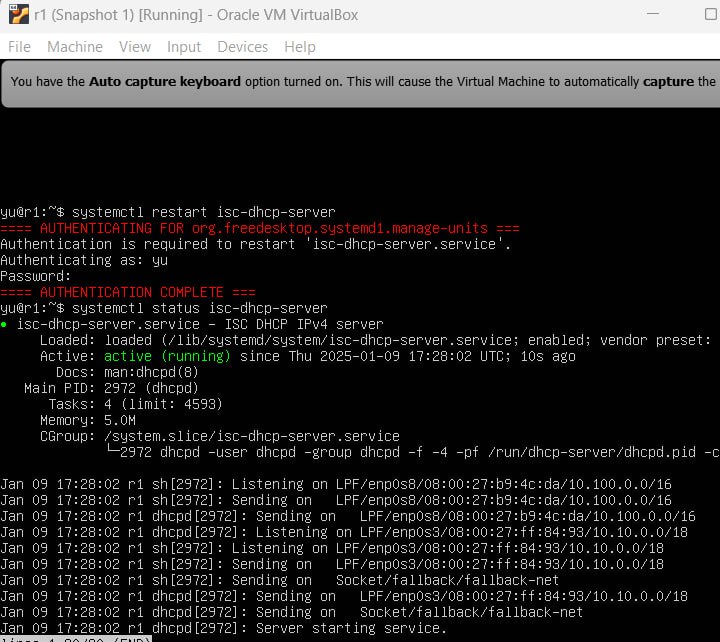 r1 (Snapshot 1) [Running] - Oracle VM VirtualBox
File Machine View Input Devices Help
You have the Auto capture keyboard option turned on. This will cause the Virtual Machine to automatically capture the
yu@r1:~$ systemctl restart isc-dhcp-server
==== AUTHENTICATING FOR org.freedesktop.systemd1.manage-units ===
Authentication is required to restart 'isc-dhcp-server.service'.
Authenticating as: yu
Password:
==== AUTHENTICATION COMPLETE ===
yu@r1:~$ systemctl status isc-dhcp-server
● isc-dhcp-server.service - ISC DHCP IPv4 server
Loaded: loaded (/lib/systemd/system/isc-dhcp-server.service; enabled; vendor preset:
Active: active (running) since Thu 2025-01-09 17:28:02 UTC; 10s ago
Docs: man:dhcpd(8)
Main PID: 2972 (dhcpd)
Tasks: 4 (limit: 4593)
Memory: 5.0M
CGroup: /system.slice/isc-dhcp-server.service
└─2972 dhcpd -user dhcpd -group dhcpd -f -4 -pf /run/dhcp-server/dhcpd.pid -c
Jan 09 17:28:02 r1 sh[2972]: Listening on LPF/enp0s8/08:00:27:b9:4c:da/10.100.0.0/16
Jan 09 17:28:02 r1 sh[2972]: Sending on   LPF/enp0s8/08:00:27:b9:4c:da/10.100.0.0/16
Jan 09 17:28:02 r1 dhcpd[2972]: Sending on   LPF/enp0s8/08:00:27:b9:4c:da/10.100.0.0/16
Jan 09 17:28:02 r1 dhcpd[2972]: Listening on LPF/enp0s3/08:00:27:ff:84:93/10.10.0.0/18
Jan 09 17:28:02 r1 sh[2972]: Listening on LPF/enp0s3/08:00:27:ff:84:93/10.10.0.0/18
Jan 09 17:28:02 r1 sh[2972]: Sending on   LPF/enp0s3/08:00:27:ff:84:93/10.10.0.0/18
Jan 09 17:28:02 r1 sh[2972]: Sending on   Socket/fallback/fallback-net
Jan 09 17:28:02 r1 dhcpd[2972]: Sending on   LPF/enp0s3/08:00:27:ff:84:93/10.10.0.0/18
Jan 09 17:28:02 r1 dhcpd[2972]: Sending on   Socket/fallback/fallback-net
Jan 09 17:28:02 r1 dhcpd[2972]: Server starting service.